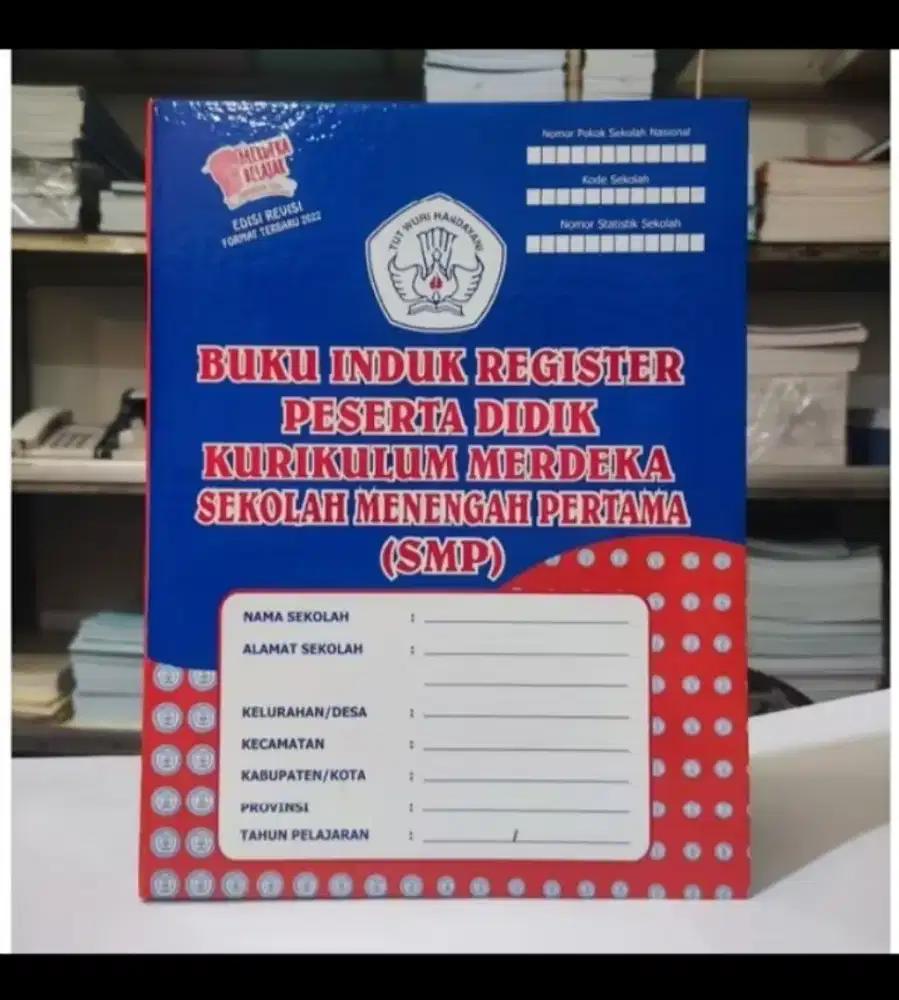 MERDEKA
BELAJAR
EDISI REVISI
FORMAT TERBARU 2022
Nomor Pokok Sekolah Nasional
Kode Sekolah
Nomor Statistik Sekolah
TUT WURI HANDAYANI
BUKU INDUK REGISTER
PESERTA DIDIK
KURIKULUM MERDEKA
SEKOLAH MENENGAH PERTAMA
(SMP)
NAMA SEKOLAH :
ALAMAT SEKOLAH :
KELURAHAN/DESA :
KECAMATAN :
KABUPATEN/KOTA :
PROVINSI :
TAHUN PELAJARAN : /